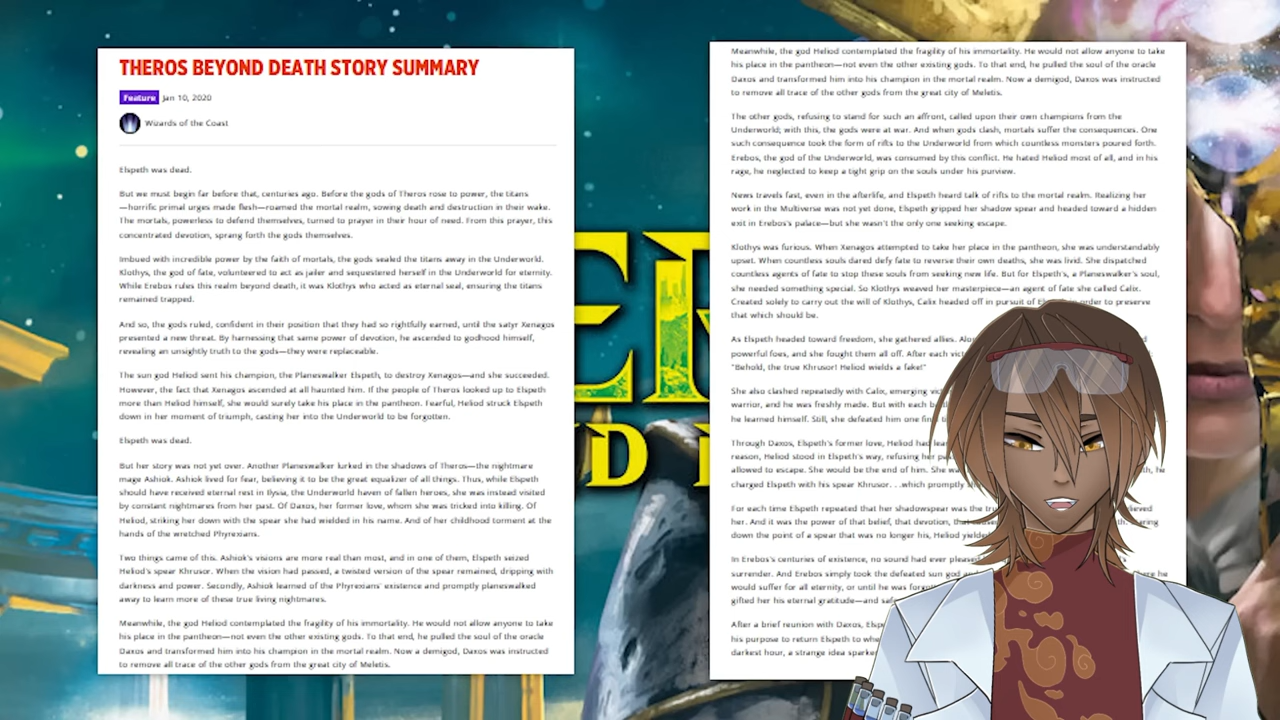 THEROS BEYOND DEATH STORY SUMMARY
Feature Jan 10, 2020
Wizards of the Coast
Elspeth was dead.
But we must begin far before that, centuries ago. Before the gods of Theros rose to power, the titans
—horrific primal urges made flesh—roamed the mortal realm, sowing death and destruction in their wake.
The mortals, powerless to defend themselves, turned to prayer in their hour of need. From this prayer, this
concentrated devotion, sprang forth the gods themselves.
Imbued with incredible power by the faith of mortals, the gods sealed the titans away in the Underworld.
Klothys, the god of fate, volunteered to act as jailer and sequestered herself in the Underworld for eternity.
While Erebos rules this realm beyond death, it was Klothys who acted as eternal seal, ensuring the titans
remained trapped.
And so, the gods ruled, confident in their position that they had so rightfully earned, until the satyr Xenagos
presented a new threat. By harnessing that same power of devotion, he ascended to godhood himself,
revealing an unsightly truth to the gods—they were replaceable.
The sun god Heliod sent his champion, the Planeswalker Elspeth, to destroy Xenagos—and she succeeded.
However, the fact that Xenagos ascended at all haunted him. If the people of Theros looked up to Elspeth
more than Heliod himself, she would surely take his place in the pantheon. Fearful, Heliod struck Elspeth
down in her moment of triumph, casting her into the Underworld to be forgotten.
Elspeth was dead.
But her story was not yet over. Another Planeswalker lurked in the shadows of Theros—the nightmare
mage Ashiok. Ashiok lived for fear, believing it to be the great equalizer of all things. Thus, while Elspeth
should have received eternal rest in Ilysia, the Underworld haven of fallen heroes, she was instead visited
by constant nightmares from her past. Of Daxos, her former love, whom she was tricked into killing. Of
Heliod, striking her down with the spear she had wielded in his name. And of her childhood torment at the
hands of the wretched Phyrexians.
Two things came of this. Ashiok's visions are more real than most, and in one of them, Elspeth seized
Heliod's spear Khrusor. When the vision had passed, a twisted version of the spear remained, dripping with
darkness and power. Secondly, Ashiok learned of the Phyrexians' existence and promptly planeswalked
away to learn more of these true living nightmares.
Meanwhile, the god Heliod contemplated the fragility of his immortality. He would not allow anyone to take
his place in the pantheon—not even the other existing gods. To that end, he pulled the soul of the oracle
Daxos and transformed him into his champion in the mortal realm. Now a demigod, Daxos was instructed
to remove all trace of the other gods from the great city of Meletis.
Meanwhile, the god Heliod contemplated the fragility of his immortality. He would not allow anyone to take
his place in the pantheon—not even the other existing gods. To that end, he pulled the soul of the oracle
Daxos and transformed him into his champion in the mortal realm. Now a demigod, Daxos was instructed
to remove all trace of the other gods from the great city of Meletis.
The other gods, refusing to stand for such an affront, called upon their own champions from the
Underworld; with this, the gods were at war. And when gods clash, mortals suffer the consequences. One
such consequence took the form of rifts to the Underworld from which countless monsters poured forth.
Erebos, the god of the Underworld, was consumed by this conflict. He hated Heliod most of all, and in his
rage, he neglected to keep a tight grip on the souls under his purview.
News travels fast, even in the afterlife, and Elspeth heard talk of rifts to the mortal realm. Realizing her
work in the Multiverse was not yet done, Elspeth gripped her shadow spear and headed toward a hidden
exit in Erebos's palace—but she wasn't the only one seeking escape.
Klothys was furious. When Xenagos attempted to take her place in the pantheon, she was understandably
upset. When countless souls dared defy fate to reverse their own deaths, she was livid. She dispatched
countless agents of fate to stop these souls from seeking new life. But for Elspeth's, a Planeswalker's soul,
she needed something special. So Klothys weaved her masterpiece—an agent of fate she called Calix.
Created solely to carry out the will of Klothys, Calix headed off in pursuit of order to preserve
that which should be.
As Elspeth headed toward freedom, she gathered allies.
powerful foes, and she fought them all off. After each
"Behold, the true Khrusor! Heliod wields a fake!"
She also clashed repeatedly with Calix, emerging
warrior, and he was freshly made. But with each
he learned himself. Still, she defeated him one
Through Daxos, Elspeth's former love, Heliod had
reason, Heliod stood in Elspeth's way, refusing her
allowed to escape. She would be the end of him. She he
charged Elspeth with his spear Khrusor. . .which promptly
For each time Elspeth repeated that her shadowspear was the
her. And it was the power of that belief, that devotion,
down the point of a spear that was no longer his, Heliod
In Erebos's centuries of existence, no sound had ever
surrender. And Erebos simply took the defeated sun god he
would suffer for all eternity, or until he was
gifted her his eternal gratitude—and
After a brief reunion with Daxos,
his purpose to return Elspeth to
darkest hour, a strange idea